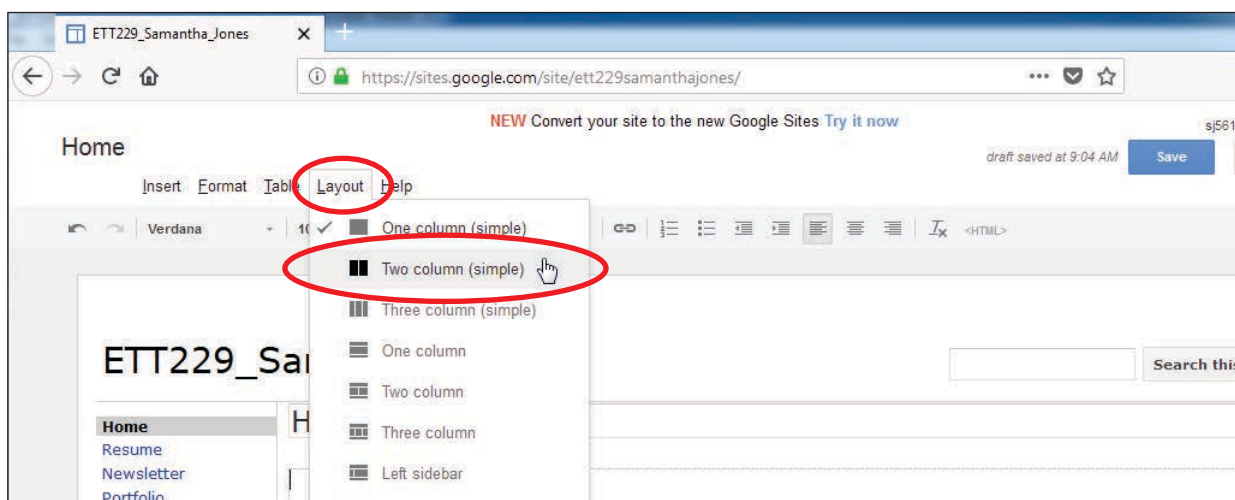 ETT229_Samantha_Jones
https://sites.google.com/site/ett229samanthajones/
NEW Convert your site to the new Google Sites Try it now
sj561
Home
draft saved at 9:04 AM
Save
Insert Format Table Layout Help
Verdana
10
One column (simple)
<HTML>
Two column (simple)
Three column (simple)
One column
ETT229_Sa
Search this
Two column
Home
H
Three column
Resume
Newsletter
Left sidebar
Portfolio